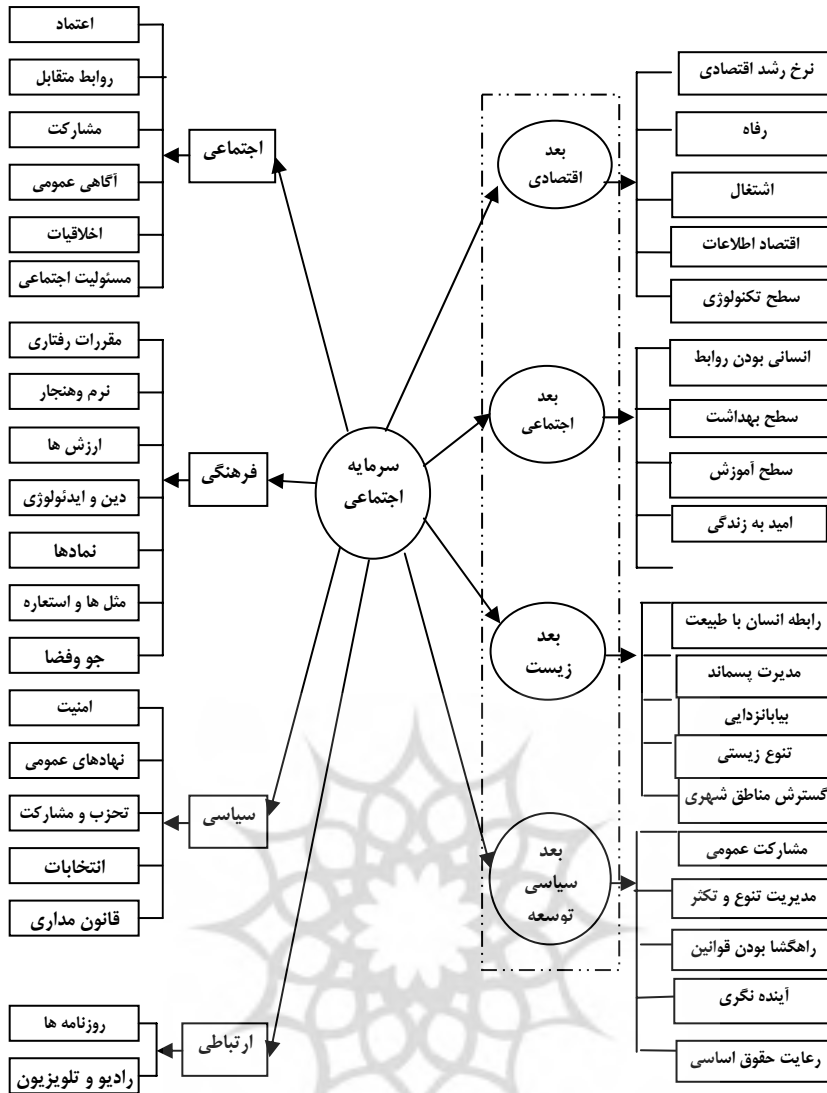 نرخ رشد اقتصادی
رفاه
اشتغال
اقتصاد اطلاعات
سطح تکنولوژی
بعد
اقتصادی
انسانی بودن روابط
سطح بهداشت
سطح آموزش
امید به زندگی
بعد
اجتماعی
رابطه انسان با طبیعت
مدیرت پسماند
بیابانزدایی
تنوع زیستی
گسترش مناطق شهری
بعد
زیست
مشارکت عمومی
مدیریت تنوع و تکثر
راهگشا بودن قوانین
آینده نگری
رعایت حقوق اساسی
بعد
سیاسی
توسعه
سرمایه
اجتماعی
اجتماعی
اعتماد
روابط متقابل
مشارکت
آگاهی عمومی
اخلاقیات
مسئولیت اجتماعی
فرهنگی
مقررات رفتاری
نرم وهنجار
ارزش ها
دین و ایدئولوژی
نمادها
مثل ها و استعاره
جو وفضا
سیاسی
امنیت
نهادهای عمومی
تحزب و مشارکت
انتخابات
قانون مداری
ارتباطی
روزنامه ها
رادیو و تلویزیون